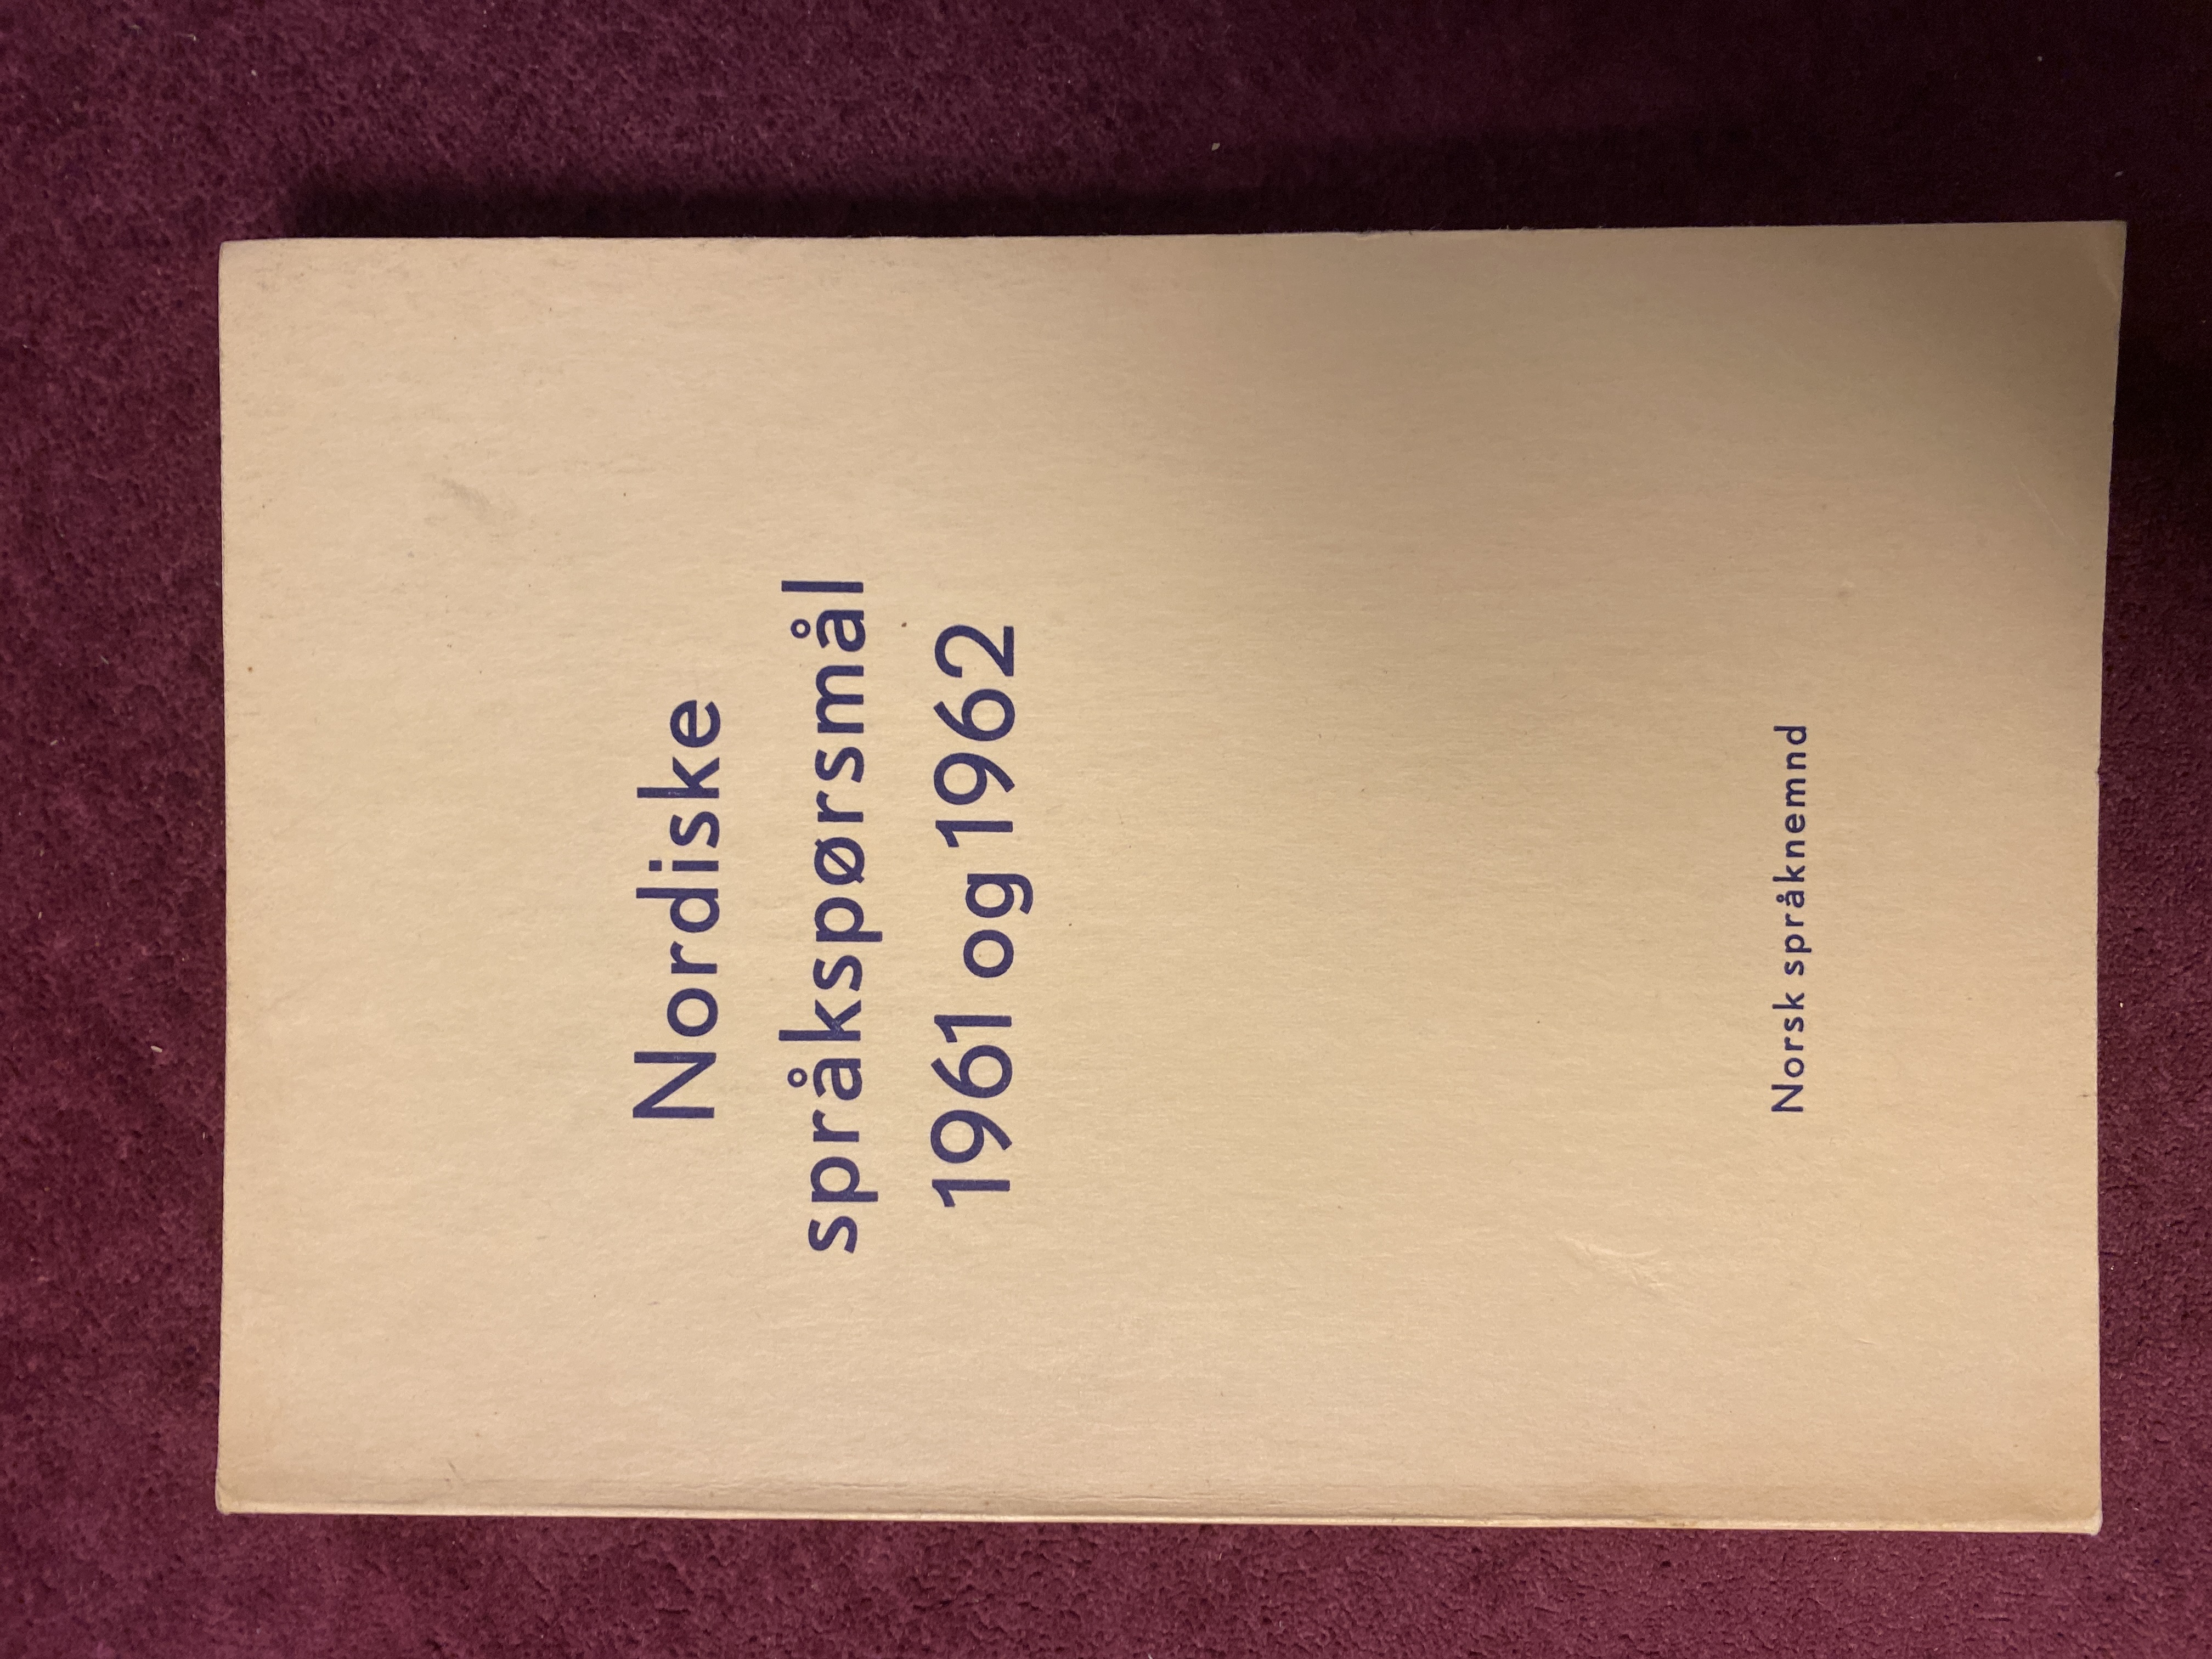 Nordiske
språkspørsmål
1961 og 1962
Norsk språknemnd